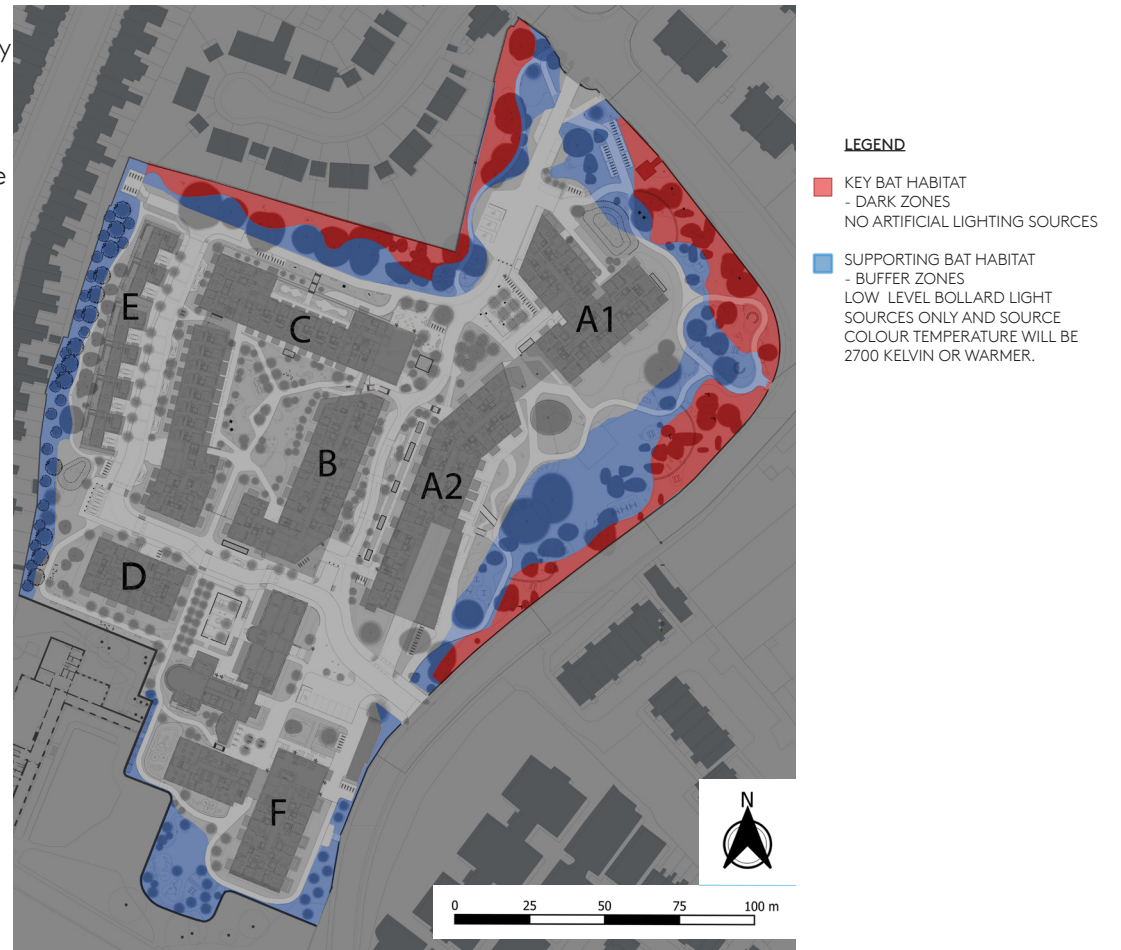 y
e
LEGEND
KEY BAT HABITAT
- DARK ZONES
NO ARTIFICIAL LIGHTING SOURCES
SUPPORTING BAT HABITAT
- BUFFER ZONES
LOW LEVEL BOLLARD LIGHT
SOURCES ONLY AND SOURCE
COLOUR TEMPERATURE WILL BE
2700 KELVIN OR WARMER.
E
C
A1
B
A2
D
F
N
0 25 50 75 100 m